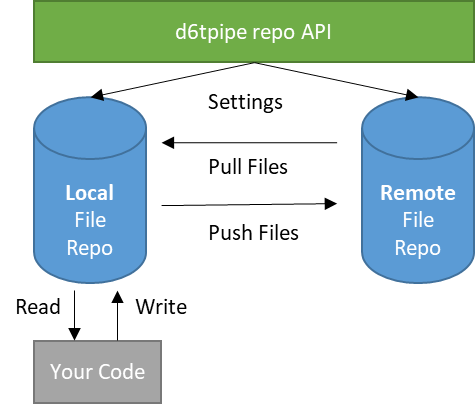 d6tpipe repo API
Settings
Pull Files
Local
File
Repo
Remote
File
Repo
Push Files
Read
Write
Your Code